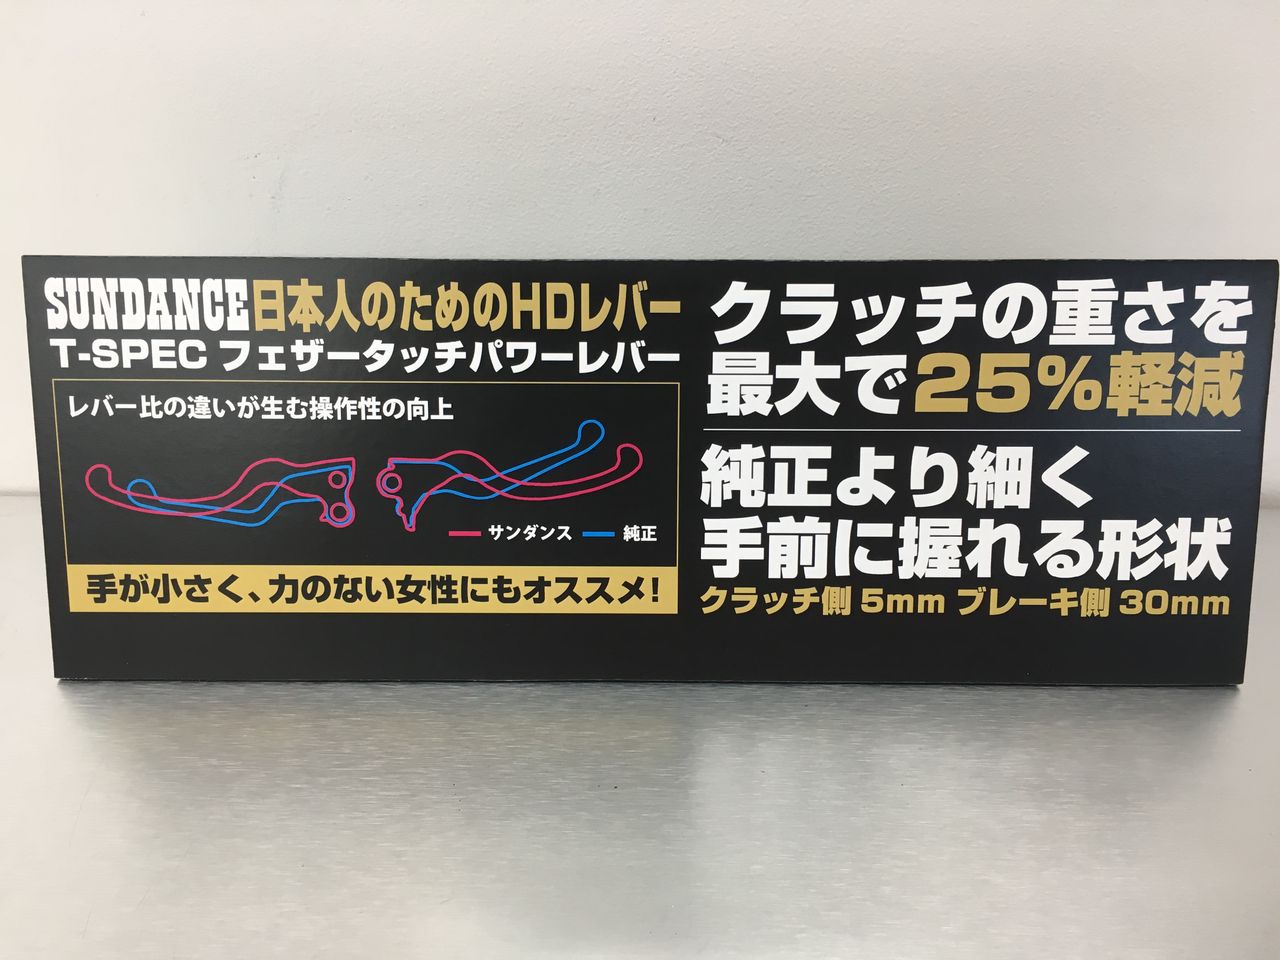 SUNDANCE日本人のためのHDレバー
T-SPEC フェザータッチパワーレバー
レバー比の違いが生む操作性の向上
サンダンス 純正
手が小さく、力のない女性にもオススメ!
クラッチの重さを
最大で25%軽減
純正より細く
手前に握れる形状
クラッチ側 5mm ブレーキ側 30mm